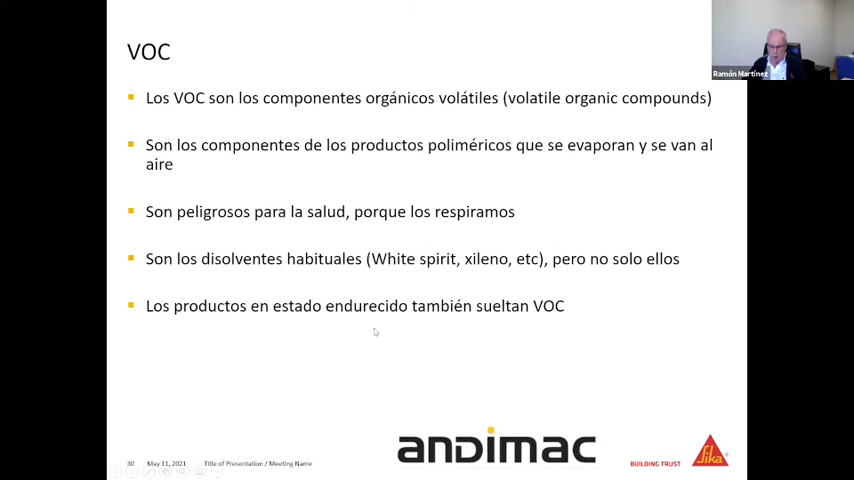 VOC
Ramón Martínez
Los VOC son los componentes orgánicos volátiles (volatile organic compounds)
Son los componentes de los productos poliméricos que se evaporan y se van al
aire
Son peligrosos para la salud, porque los respiramos
Son los disolventes habituales (White spirit, xileno, etc), pero no solo ellos
Los productos en estado endurecido también sueltan VOC
andimac
BUILDING TRUST
Sika
30 May 11, 2021 Title of Presentation / Meeting Name